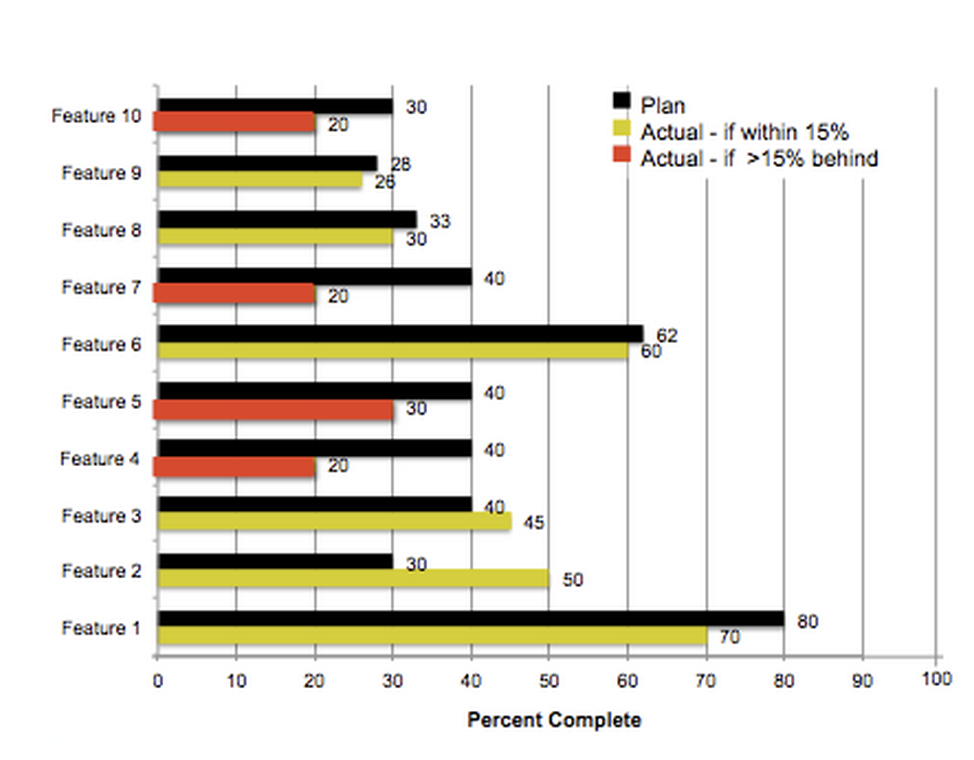 Plan
Actual - if within 15%
Actual - if >15% behind
Feature 10
30
20
Feature 9
28
26
Feature 8
33
30
Feature 7
40
20
Feature 6
62
60
Feature 5
40
30
Feature 4
40
20
Feature 3
40
45
Feature 2
30
50
Feature 1
80
70
0 10 20 30 40 50 60 70 80 90 100
Percent Complete